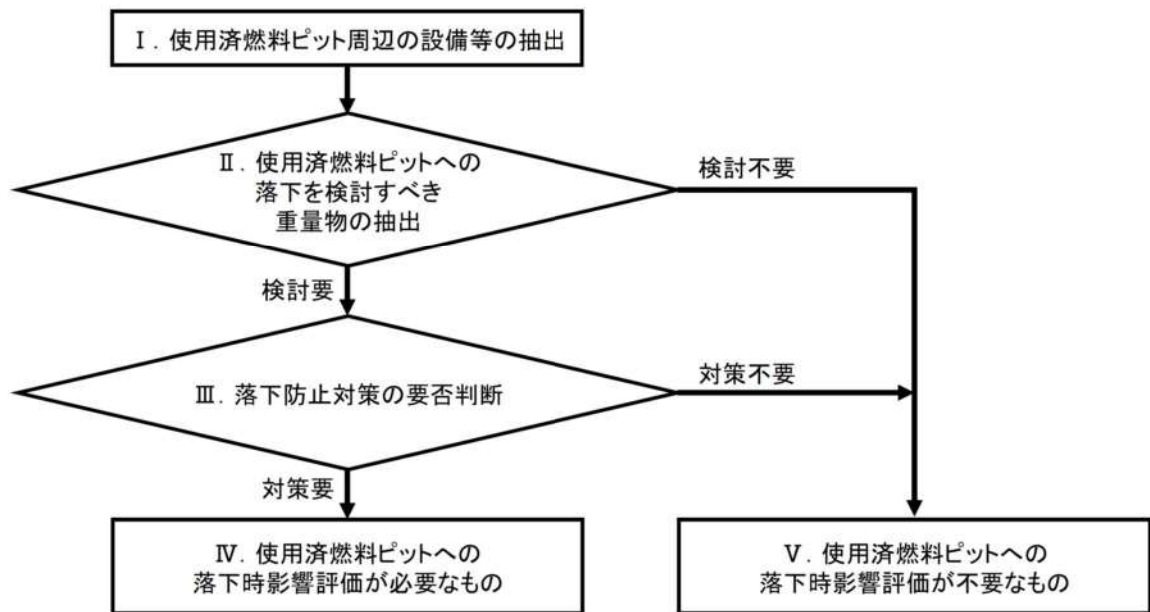 Ⅰ. 使用済燃料ピット周辺の設備等の抽出
Ⅱ. 使用済燃料ピットへの
落下を検討すべき
重量物の抽出
検討不要
検討要
Ⅲ. 落下防止対策の要否判断
対策不要
対策要
Ⅳ. 使用済燃料ピットへの
落下時影響評価が必要なもの
Ⅴ. 使用済燃料ピットへの
落下時影響評価が不要なもの